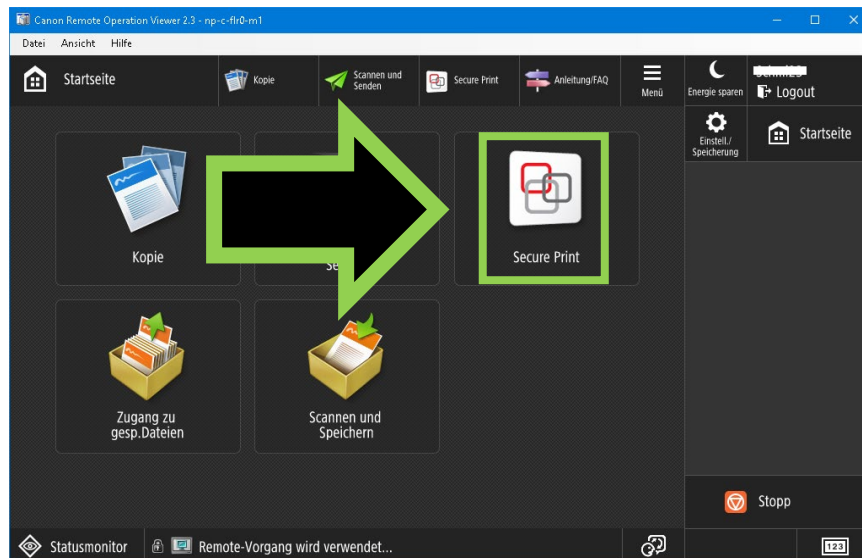 Canon Remote Operation Viewer 2.3 - np-c-flr0-m1
Datei Ansicht Hilfe
Startseite
Kopie
Scannen und
Senden
Secure Print
Anleitung/FAQ
Menü
Energie sparen
Logout
Einstell./
Speicherung
Startseite
Kopie
Secure Print
Zugang zu
gesp.Dateien
Scannen und
Speichern
Stopp
Statusmonitor
Remote-Vorgang wird verwendet...
123